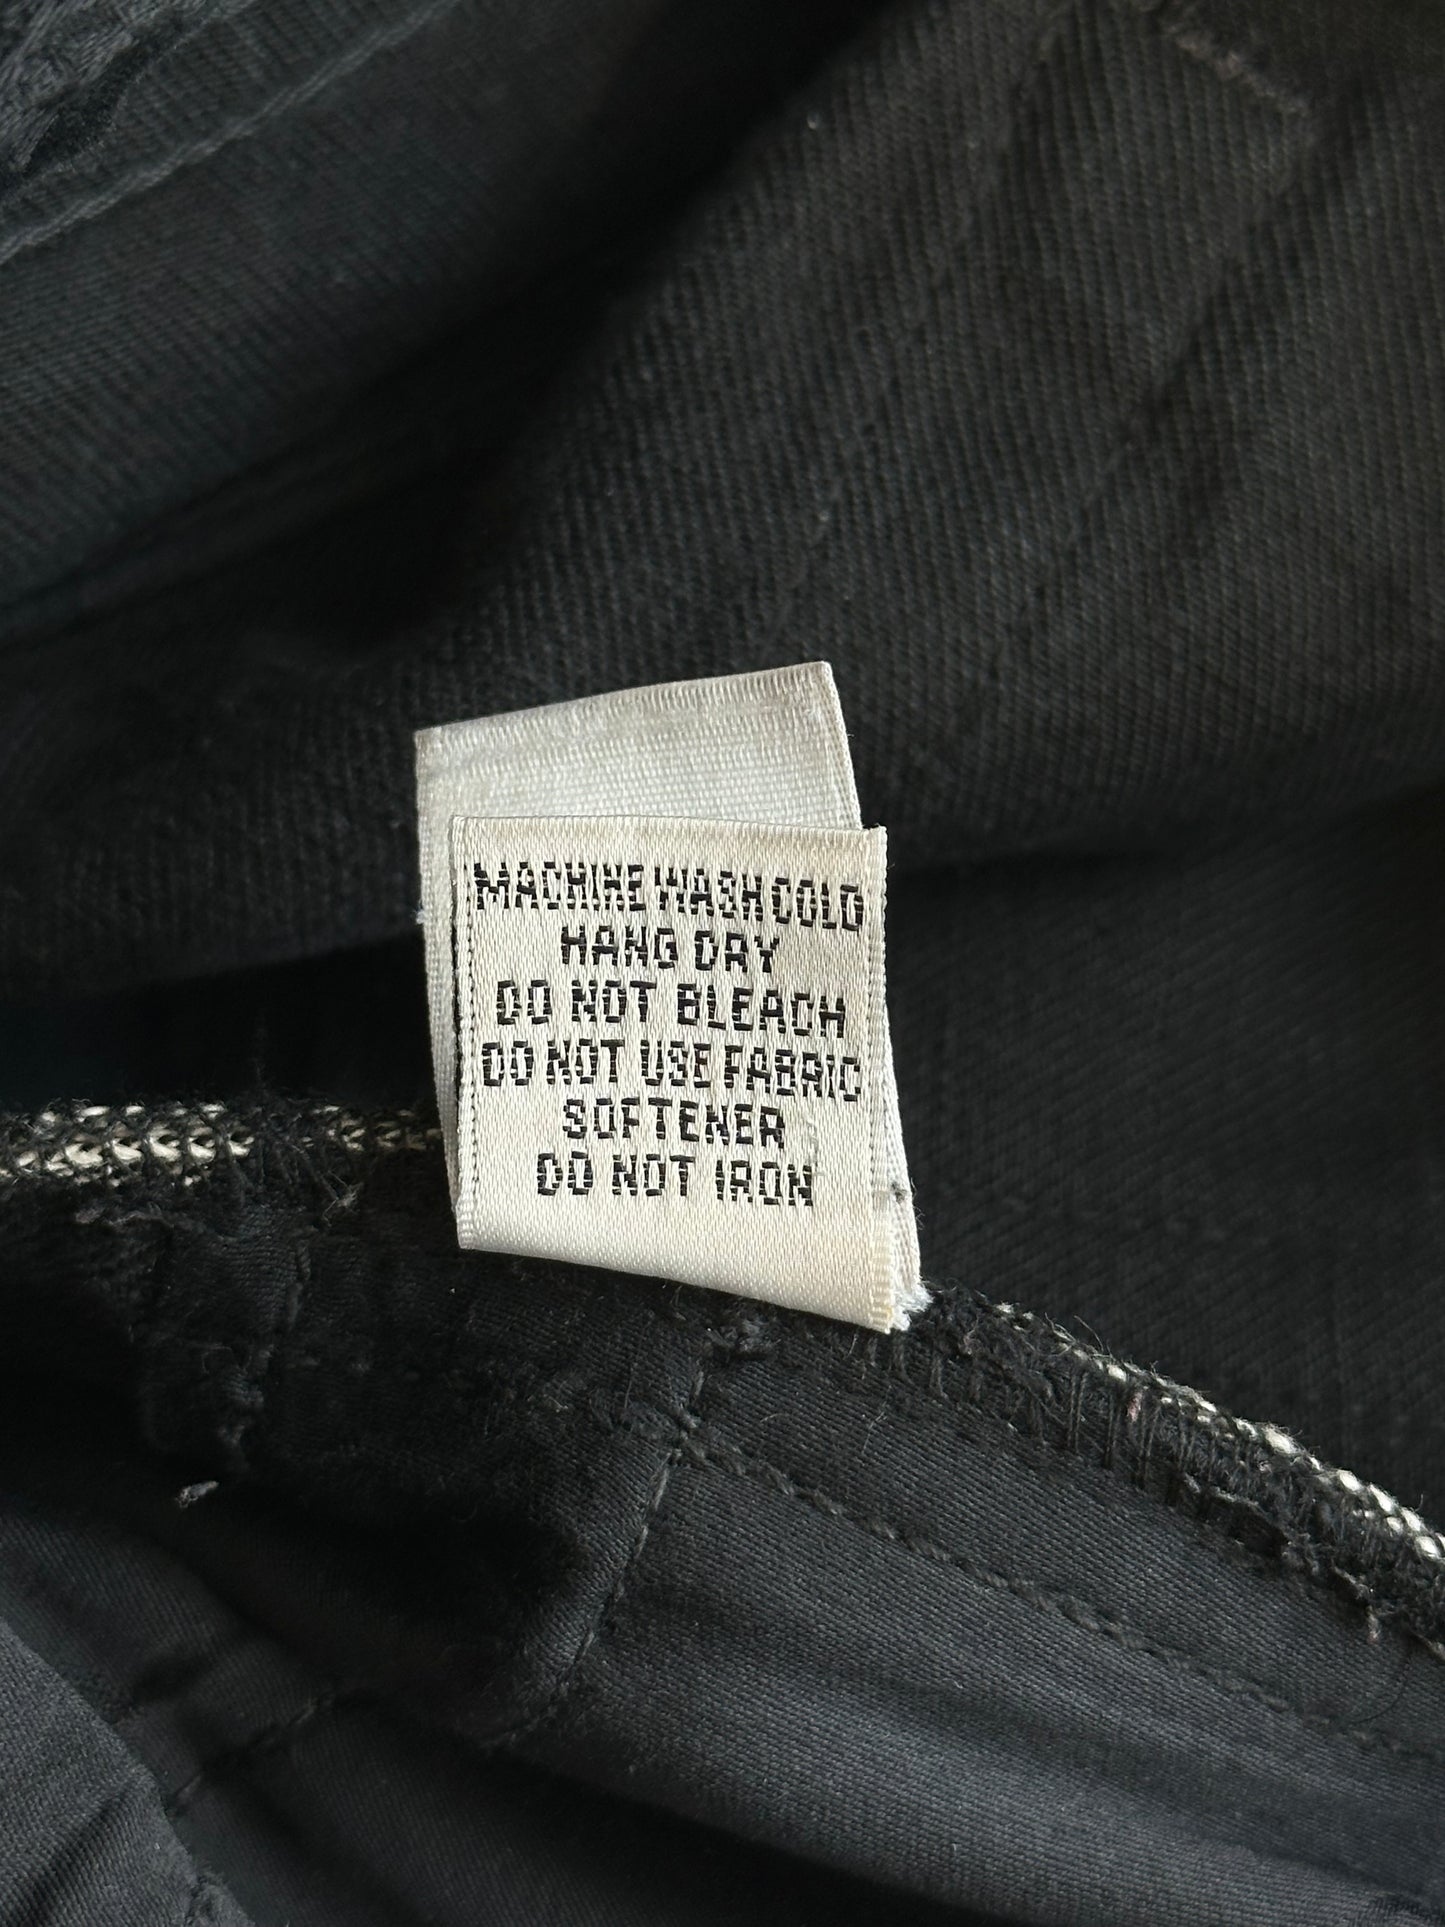 MACHINE WASH COLD
HANG DRY
DO NOT BLEACH
DO NOT USE FABRIC
SOFTENER
DO NOT IRON